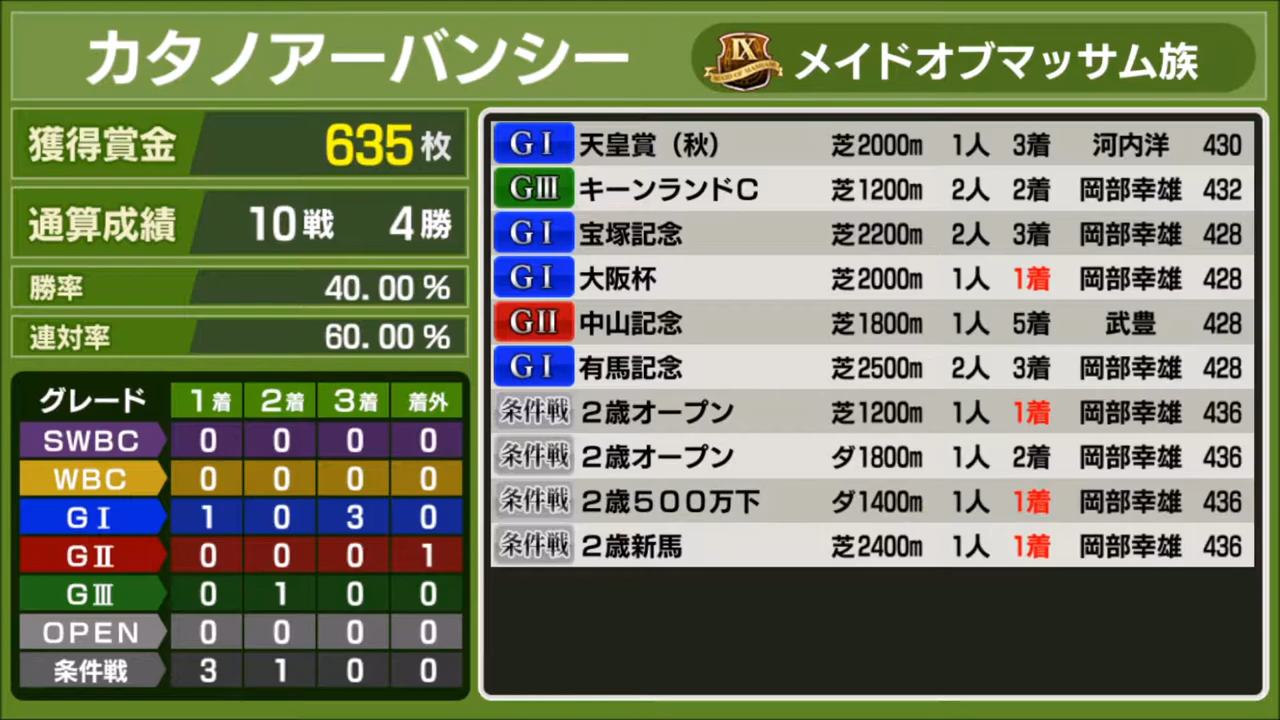 カタノアーバンシー
IX
メイドオブマッサム族
獲得賞金 635枚
通算成績 10戦 4勝
勝率 40.00%
連対率 60.00%
グレード 1着 2着 3着 着外
SWBC 0 0 0 0
WBC 0 0 0 0
GⅠ 1 0 3 0
GⅡ 0 0 0 1
GⅢ 0 1 0 0
OPEN 0 0 0 0
条件戦 3 1 0 0
GⅠ 天皇賞（秋） 芝2000m 1人 3着 河内洋 430
GⅢ キーンランドC 芝1200m 2人 2着 岡部幸雄 432
GⅠ 宝塚記念 芝2200m 2人 3着 岡部幸雄 428
GⅠ 大阪杯 芝2000m 1人 1着 岡部幸雄 428
GⅡ 中山記念 芝1800m 1人 5着 武豊 428
GⅠ 有馬記念 芝2500m 2人 3着 岡部幸雄 428
条件戦 2歳オープン 芝1200m 1人 1着 岡部幸雄 436
条件戦 2歳オープン ダ1800m 1人 2着 岡部幸雄 436
条件戦 2歳500万下 ダ1400m 1人 1着 岡部幸雄 436
条件戦 2歳新馬 芝2400m 1人 1着 岡部幸雄 436